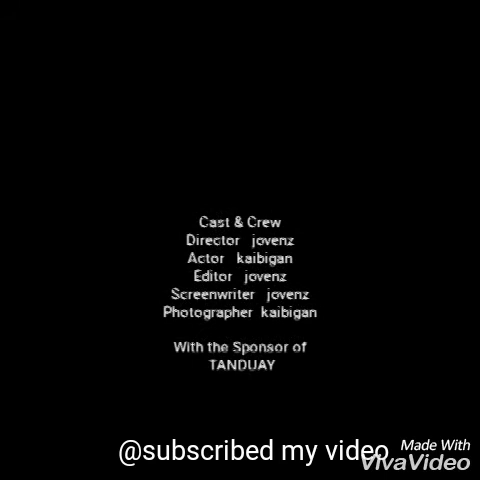 Cast & Crew
Director jovenz
Actor kaibigan
Editor jovenz
Screenwriter jovenz
Photographer kaibigan
With the Sponsor of
TANDUAY
@subscribed my video
Made With
VivaVideo